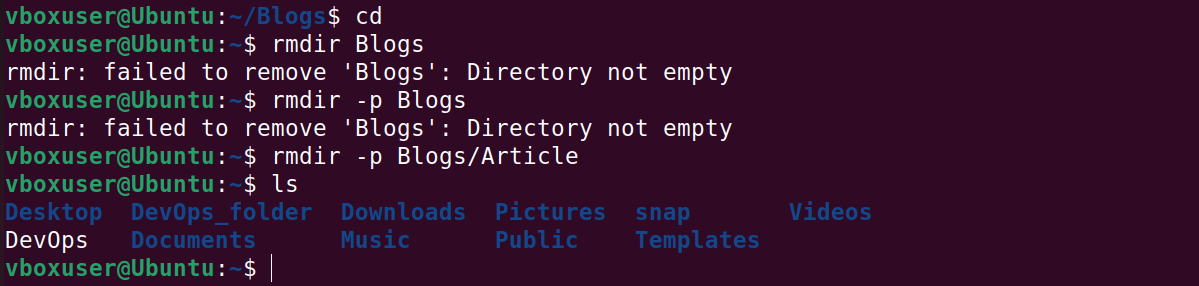 vboxuser@Ubuntu:~/Blogs$ cd
vboxuser@Ubuntu:~$ rmdir Blogs
rmdir: failed to remove 'Blogs': Directory not empty
vboxuser@Ubuntu:~$ rmdir -p Blogs
rmdir: failed to remove 'Blogs': Directory not empty
vboxuser@Ubuntu:~$ rmdir -p Blogs/Article
vboxuser@Ubuntu:~$ ls
Desktop  DevOps_folder  Downloads  Pictures  snap       Videos
DevOps   Documents      Music      Public    Templates
vboxuser@Ubuntu:~$